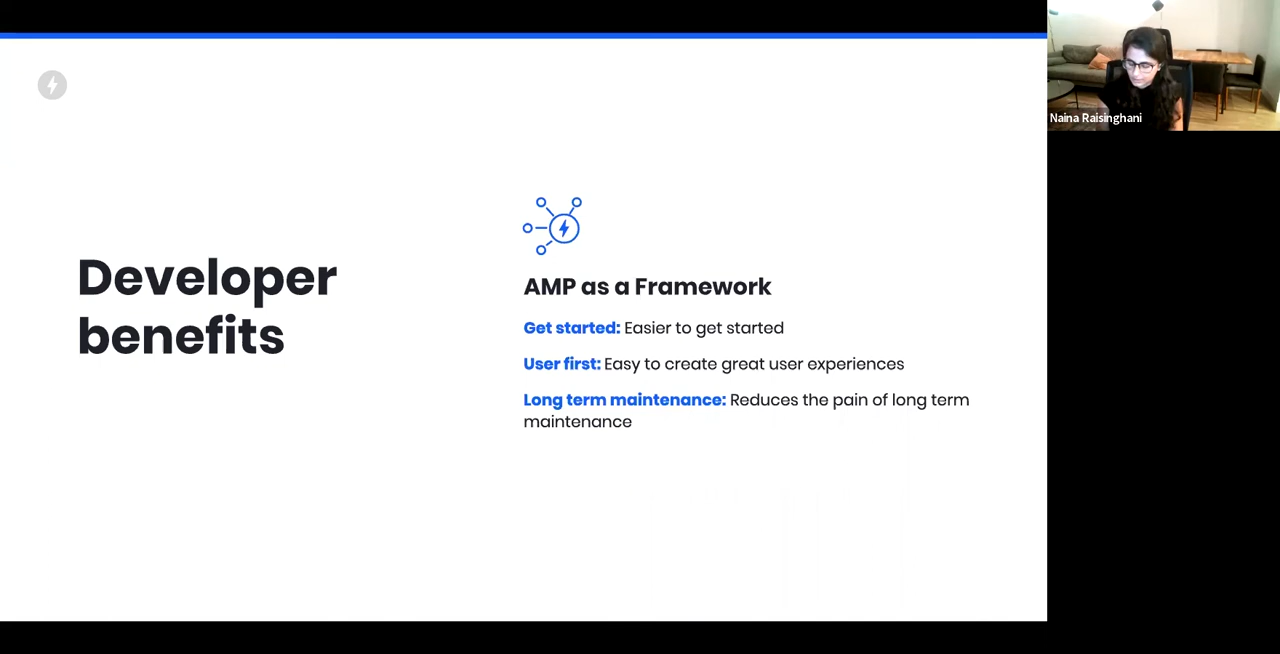 Developer
benefits
AMP as a Framework
Get started: Easier to get started
User first: Easy to create great user experiences
Long term maintenance: Reduces the pain of long term
maintenance
Naina Raisinghani